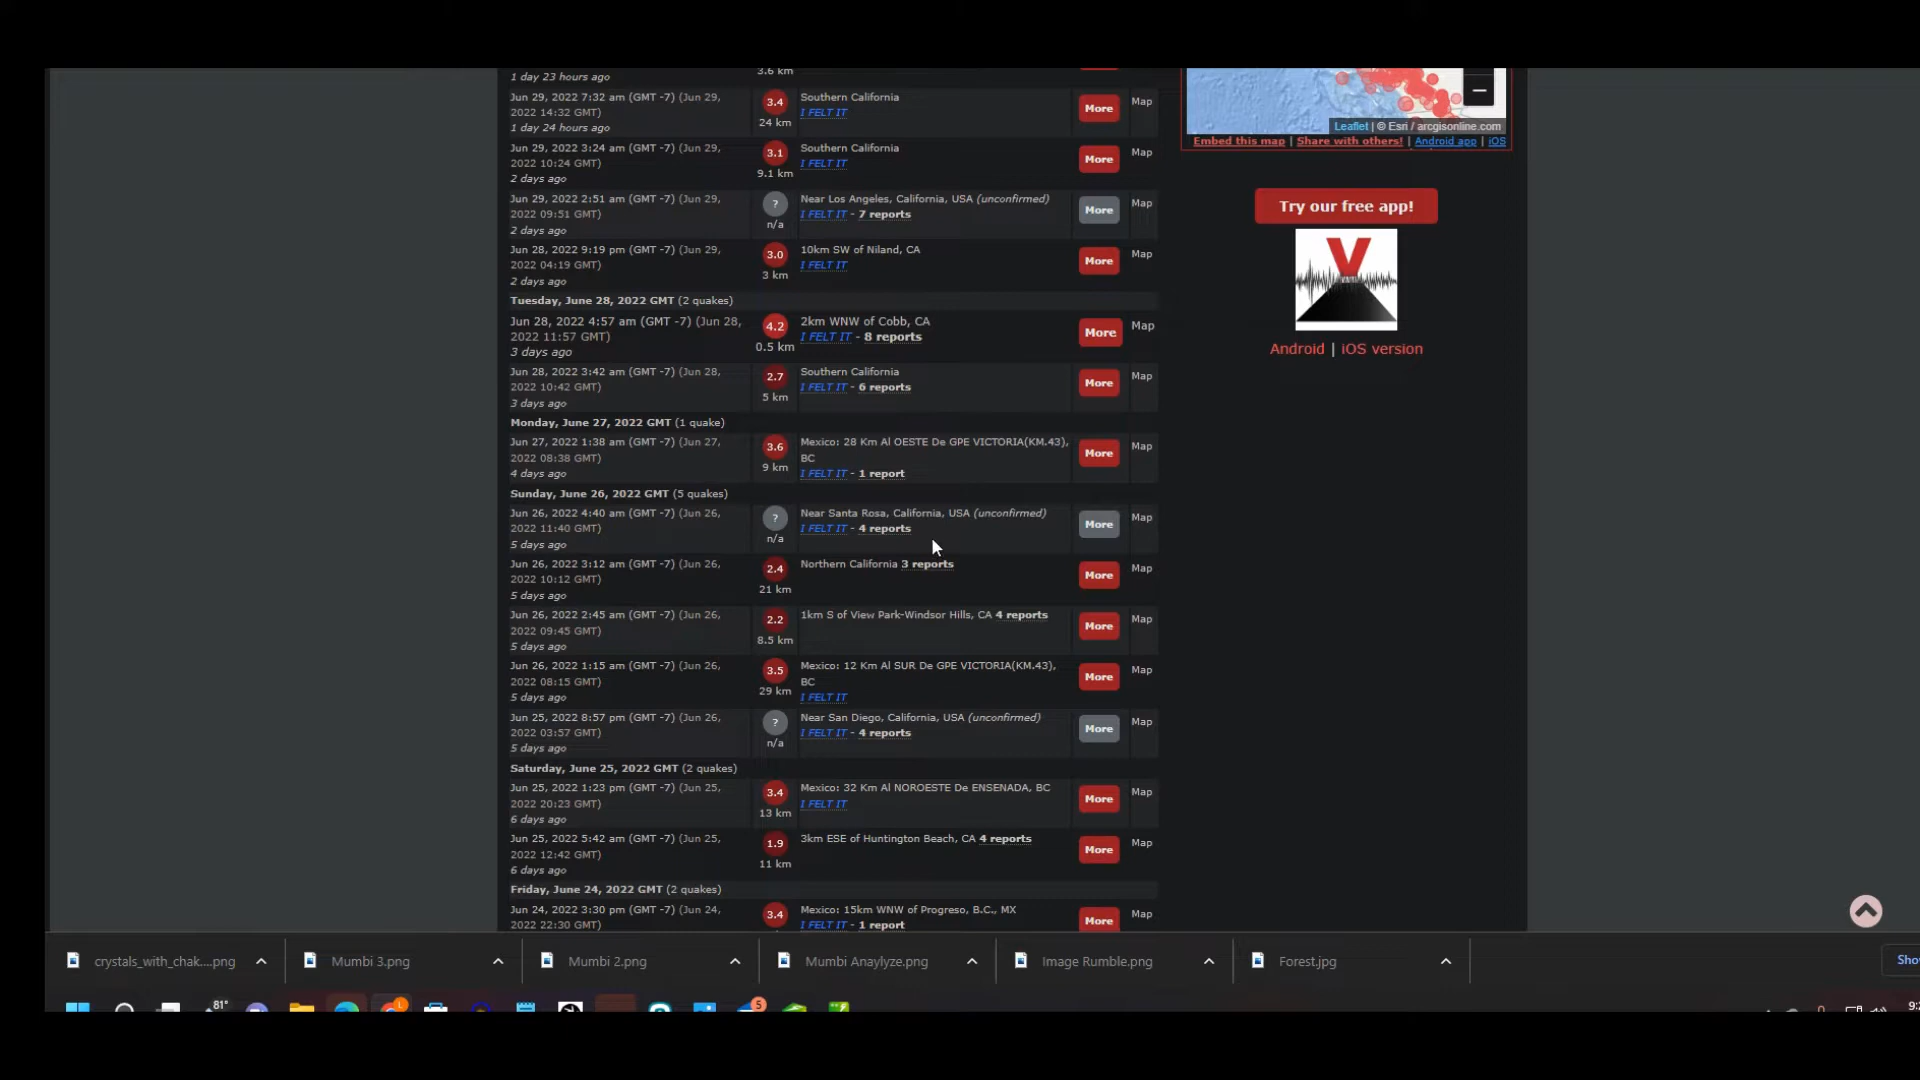 3.6 km
1 day 23 hours ago
Jun 29, 2022 7:32 am (GMT -7) (Jun 29,
2022 14:32 GMT)
1 day 24 hours ago
3.4
24 km
Southern California
I FELT IT
More
Map
Jun 29, 2022 3:24 am (GMT -7) (Jun 29,
2022 10:24 GMT)
2 days ago
3.1
9.1 km
Southern California
I FELT IT
More
Map
Jun 29, 2022 2:51 am (GMT -7) (Jun 29,
2022 09:51 GMT)
2 days ago
?
n/a
Near Los Angeles, California, USA (unconfirmed)
I FELT IT - 7 reports
More
Map
Jun 28, 2022 9:19 pm (GMT -7) (Jun 29,
2022 04:19 GMT)
2 days ago
3.0
3 km
10km SW of Niland, CA
I FELT IT
More
Map
Tuesday, June 28, 2022 GMT (2 quakes)
Jun 28, 2022 4:57 am (GMT -7) (Jun 28,
2022 11:57 GMT)
3 days ago
4.2
0.5 km
2km WNW of Cobb, CA
I FELT IT - 8 reports
More
Map
Jun 28, 2022 3:42 am (GMT -7) (Jun 28,
2022 10:42 GMT)
3 days ago
2.7
5 km
Southern California
I FELT IT - 6 reports
More
Map
Monday, June 27, 2022 GMT (1 quake)
Jun 27, 2022 1:38 am (GMT -7) (Jun 27,
2022 08:38 GMT)
4 days ago
3.6
9 km
Mexico: 28 Km Al OESTE De GPE VICTORIA(KM.43),
BC
I FELT IT - 1 report
More
Map
Sunday, June 26, 2022 GMT (5 quakes)
Jun 26, 2022 4:40 am (GMT -7) (Jun 26,
2022 11:40 GMT)
5 days ago
?
n/a
Near Santa Rosa, California, USA (unconfirmed)
I FELT IT - 4 reports
More
Map
Jun 26, 2022 3:12 am (GMT -7) (Jun 26,
2022 10:12 GMT)
5 days ago
2.4
21 km
Northern California 3 reports
More
Map
Jun 26, 2022 2:45 am (GMT -7) (Jun 26,
2022 09:45 GMT)
5 days ago
2.2
8.5 km
1km S of View Park-Windsor Hills, CA 4 reports
More
Map
Jun 26, 2022 1:15 am (GMT -7) (Jun 26,
2022 08:15 GMT)
5 days ago
3.5
29 km
Mexico: 12 Km Al SUR De GPE VICTORIA(KM.43),
BC
I FELT IT
More
Map
Jun 25, 2022 8:57 pm (GMT -7) (Jun 26,
2022 03:57 GMT)
5 days ago
?
n/a
Near San Diego, California, USA (unconfirmed)
I FELT IT - 4 reports
More
Map
Saturday, June 25, 2022 GMT (2 quakes)
Jun 25, 2022 1:23 pm (GMT -7) (Jun 25,
2022 20:23 GMT)
6 days ago
3.4
13 km
Mexico: 32 Km Al NOROESTE De ENSENADA, BC
I FELT IT
More
Map
Jun 25, 2022 5:42 am (GMT -7) (Jun 25,
2022 12:42 GMT)
6 days ago
1.9
11 km
3km ESE of Huntington Beach, CA 4 reports
More
Map
Friday, June 24, 2022 GMT (2 quakes)
Jun 24, 2022 3:30 pm (GMT -7) (Jun 24,
2022 22:30 GMT)
3.4
Mexico: 15km WNW of Progreso, B.C., MX
I FELT IT - 1 report
More
Map
Leaflet | © Esri / arcgisonline.com
Embed this map | Share with others! | Android app | iOS
Try our free app!
V
Android | iOS version
crystals_with_chak....png
Mumbi 3.png
Mumbi 2.png
Mumbi Anaylyze.png
Image Rumble.png
Forest.jpg
81°
5